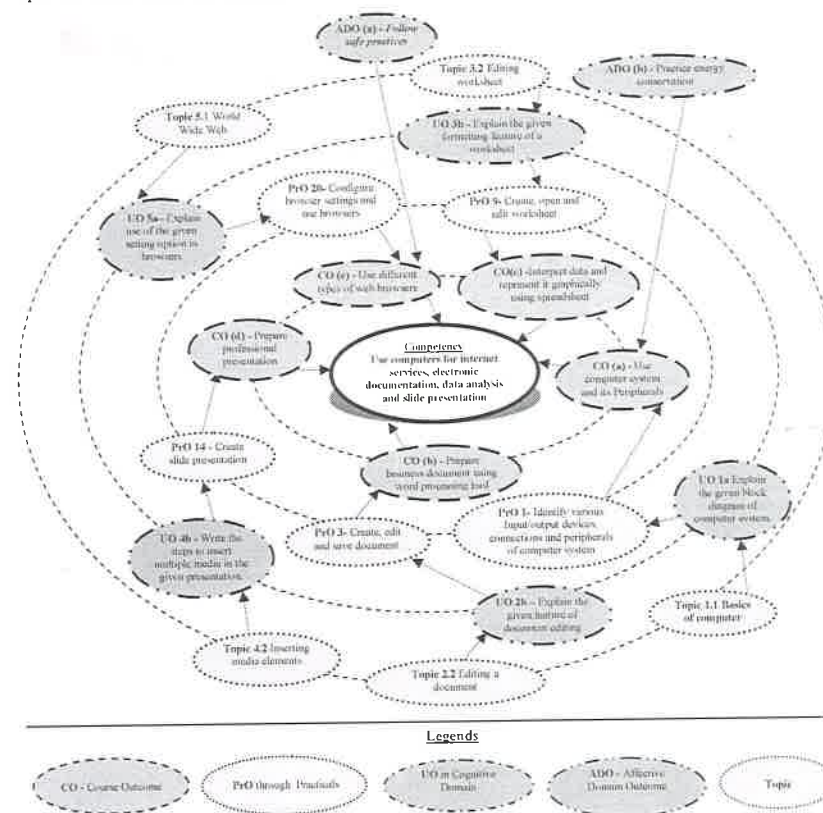 ADO (a) - Follow
safe practices
Topic 3.2 Editing
worksheet
ADO (b) - Practice energy
conservation
Topic 5.1 World
Wide Web
UO 3b - Explain the given
formatting feature of a
worksheet
PrO 20- Configure
browser settings and
use browsers
PrO 9- Create, open and
edit worksheet
UO 5a - Explain
use of the given
setting option in
browsers
CO (e) - Use different
types of web browsers
CO(c) -Interpret data and
represent it graphically
using spreadsheet
CO (d) - Prepare
professional
presentation
Competency
Use computers for internet
services, electronic
documentation, data analysis
and slide presentation
CO (a) - Use
computer system
and its Peripherals
PrO 14 - Create
slide presentation
CO (b) - Prepare
business document using
word processing tool
UO 1a Explain
the given block
diagram of
computer system
PrO 1- Identify various
Input/output devices,
connections and peripherals
of computer system
PrO 3- Create, edit
and save document
UO 4b - Write the
steps to insert
multiple media in the
given presentation.
UO 2b - Explain the
given feature of
document editing
Topic 1.1 Basics
of computer
Topic 4.2 Inserting
media elements
Topic 2.2 Editing a
document
Legends
CO - Course Outcome
PrO through Practicals
UO in Cognitive
Domain
ADO - Affective
Domain Outcome
Topic